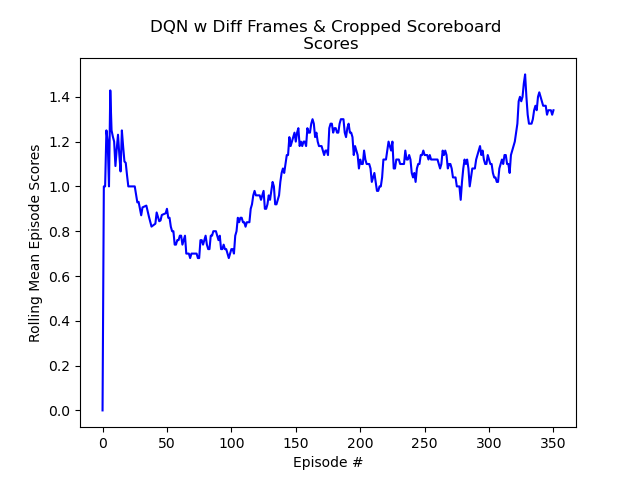 DQN w Diff Frames & Cropped Scoreboard
Scores
1.4
1.2
1.0
0.8
0.6
0.4
0.2
0.0
Rolling Mean Episode Scores
0 50 100 150 200 250 300 350
Episode #